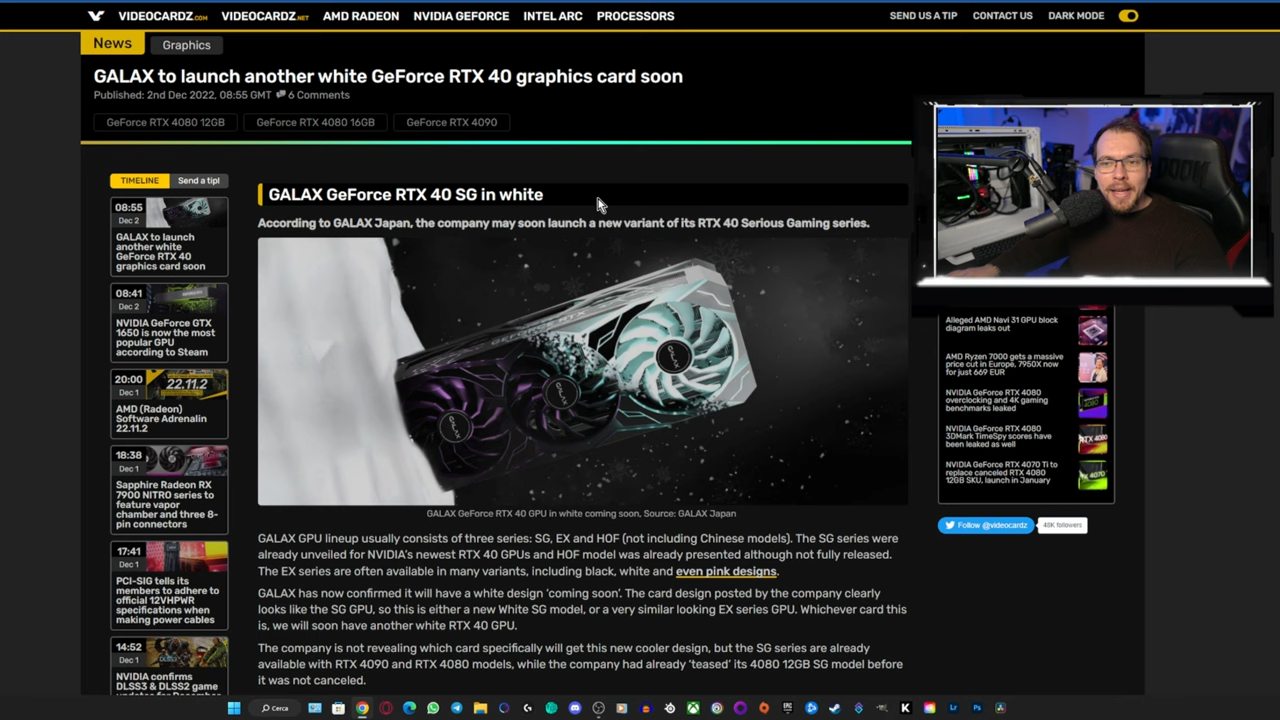 VIDEOCARDZ.COM VIDEOCARDZ.NET AMD RADEON NVIDIA GEFORCE INTEL ARC PROCESSORS SEND US A TIP CONTACT US DARK MODE
News Graphics
GALAX to launch another white GeForce RTX 40 graphics card soon
Published: 2nd Dec 2022, 08:55 GMT 6 Comments
GeForce RTX 4080 12GB GeForce RTX 4080 16GB GeForce RTX 4090
TIMELINE Send a tip!
08:55
Dec 2
GALAX to launch
another white
GeForce RTX 40
graphics card soon
08:41
Dec 2
NVIDIA GeForce GTX
1650 is now the most
popular GPU
according to Steam
20:00
Dec 1
22.11.2
AMD (Radeon)
Software Adrenalin
22.11.2
18:38
Dec 1
Sapphire Radeon RX
7900 NITRO series to
feature vapor
chamber and three 8-
pin connectors
17:41
Dec 1
PCI-SIG tells its
members to adhere to
official 12VHPWR
specifications when
making power cables
14:52
Dec 1
NVIDIA confirms
DLSS3 & DLSS2 game
GALAX GeForce RTX 40 SG in white
According to GALAX Japan, the company may soon launch a new variant of its RTX 40 Serious Gaming series.
GALAX
GALAX
GALAX
GALAX GeForce RTX 40 GPU in white coming soon, Source: GALAX Japan
GALAX GPU lineup usually consists of three series: SG, EX and HOF (not including Chinese models). The SG series were
already unveiled for NVIDIA's newest RTX 40 GPUs and HOF model was already presented although not fully released.
The EX series are often available in many variants, including black, white and even pink designs.
GALAX has now confirmed it will have a white design 'coming soon'. The card design posted by the company clearly
looks like the SG GPU, so this is either a new White SG model, or a very similar looking EX series GPU. Whichever card this
is, we will soon have another white RTX 40 GPU.
The company is not revealing which card specifically will get this new cooler design, but the SG series are already
available with RTX 4090 and RTX 4080 models, while the company had already 'teased' its 4080 12GB SG model before
it was not canceled.
DOOM
Alleged AMD Navi 31 GPU block
diagram leaks out
AMD Ryzen 7000 gets a massive
price cut in Europe, 7950X now
for just 669 EUR
NVIDIA GeForce RTX 4080
overclocking and 4K gaming
benchmarks leaked
NVIDIA GeForce RTX 4080
3DMark TimeSpy scores have
been leaked as well
NVIDIA GeForce RTX 4070 Ti to
replace canceled RTX 4080
12GB SKU, launch in January
Follow @videocardz 48K followers
Cerca